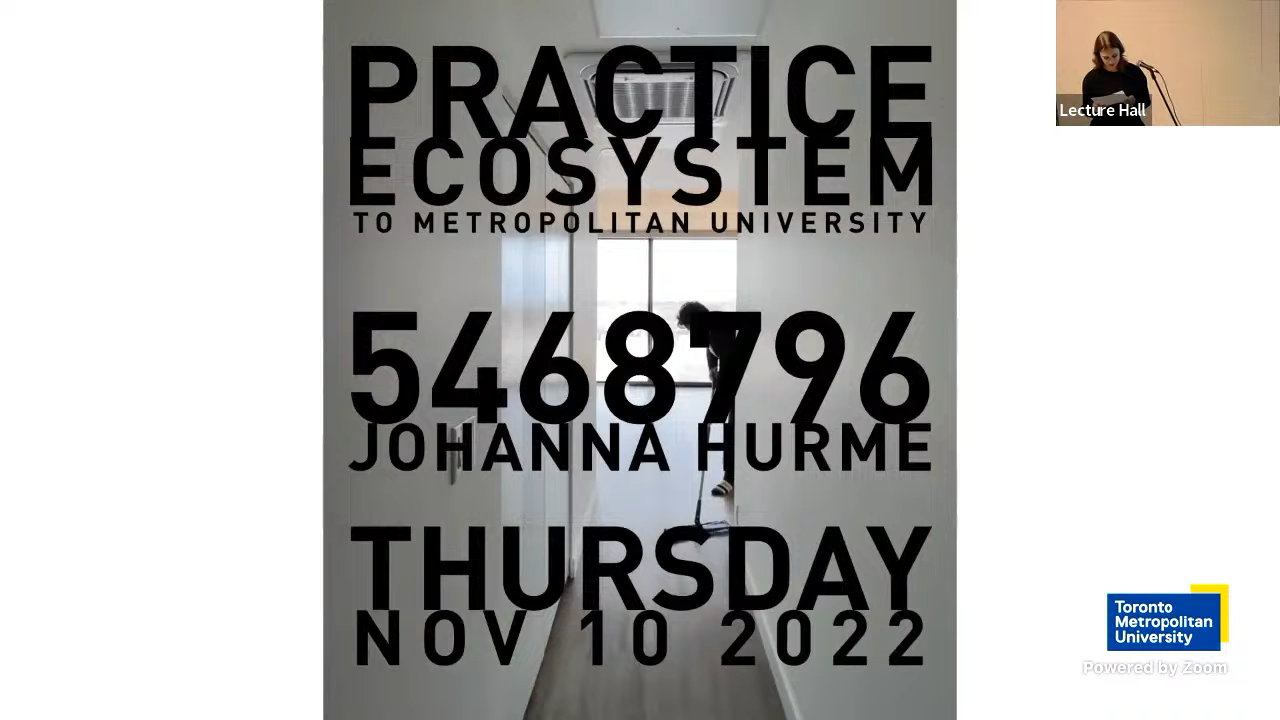 PRACTICE
ECOSYSTEM
TO METROPOLITAN UNIVERSITY
5468796
JOHANNA HURME
THURSDAY
NOV 10 2022
Lecture Hall
Toronto
Metropolitan
University
Powered by Zoom